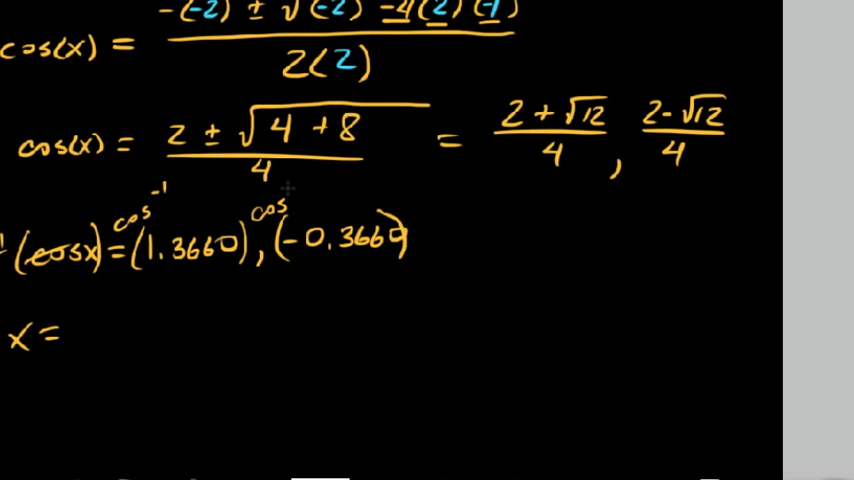 cos(x) = -(-2) ± √(-2) -4(2)(-1) / 2(2)
cos(x) = 2 ± √4 + 8 / 4 = 2 + √12 / 4 , 2 - √12 / 4
(cosx) = cos⁻¹ (1.3660) , cos (-0.3660)
x =